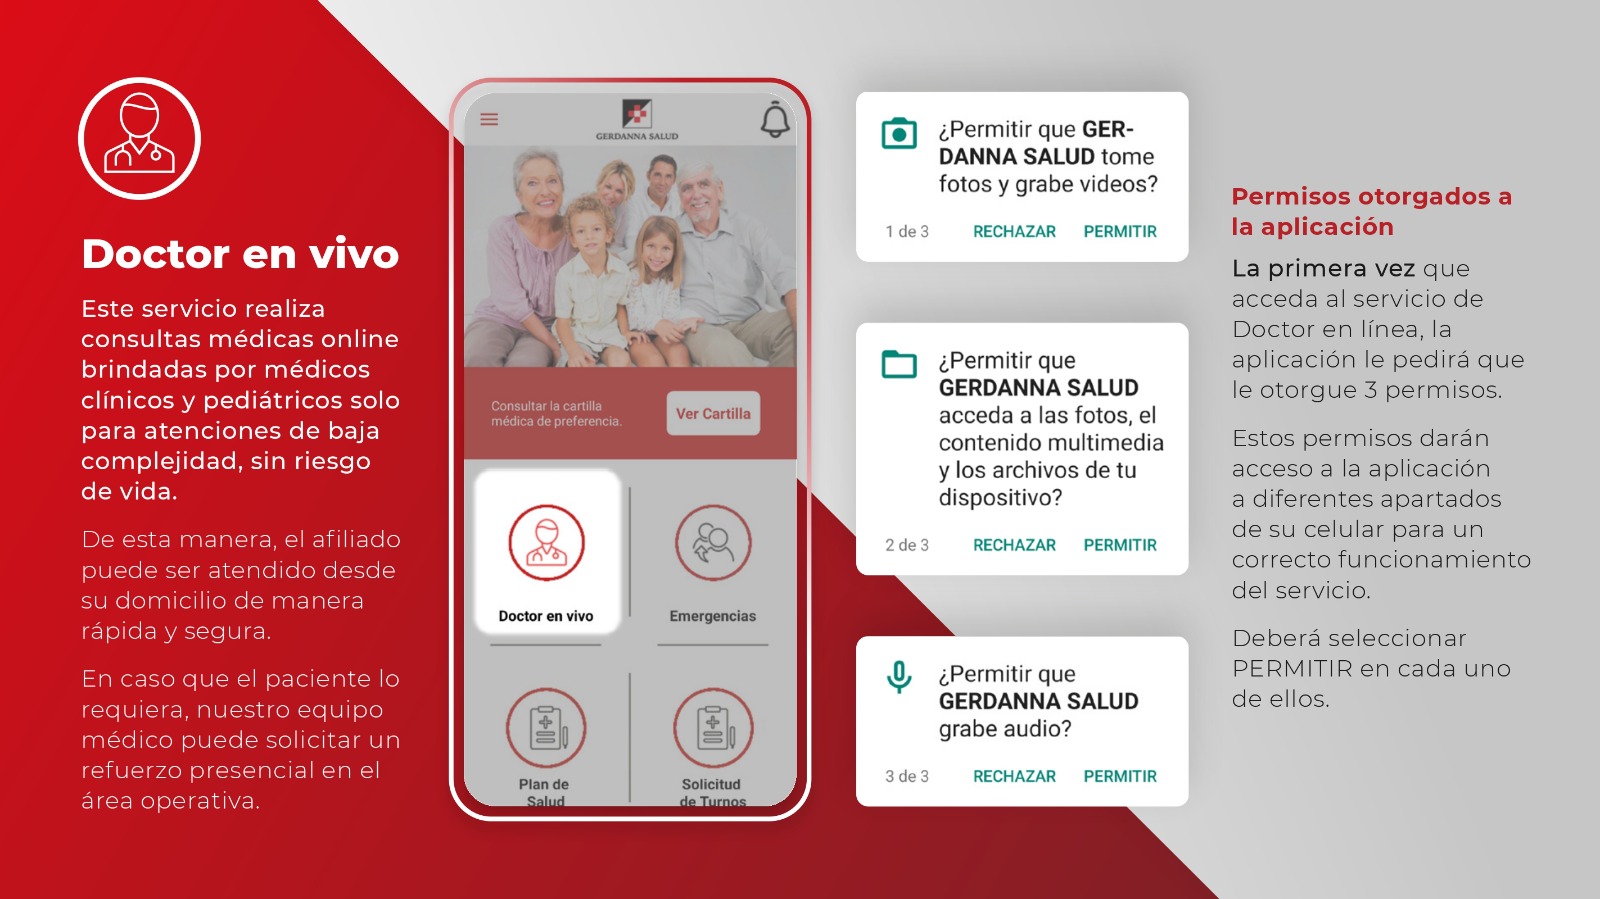 Doctor en vivo
Este servicio realiza
consultas médicas online
brindadas por médicos
clínicos y pediátricos solo
para atenciones de baja
complejidad, sin riesgo
de vida.
De esta manera, el afiliado
puede ser atendido desde
su domicilio de manera
rápida y segura.
En caso que el paciente lo
requiera, nuestro equipo
médico puede solicitar un
refuerzo presencial en el
área operativa.
GERDANNA SALUD
Consultar la cartilla
médica de preferencia.
Ver Cartilla
Doctor en vivo
Emergencias
Plan de
Salud
Solicitud
de Turnos
¿Permitir que GER-
DANNA SALUD tome
fotos y grabe videos?
1 de 3 RECHAZAR PERMITIR
¿Permitir que
GERDANNA SALUD
acceda a las fotos, el
contenido multimedia
y los archivos de tu
dispositivo?
2 de 3 RECHAZAR PERMITIR
¿Permitir que
GERDANNA SALUD
grabe audio?
3 de 3 RECHAZAR PERMITIR
Permisos otorgados a
la aplicación
La primera vez que
acceda al servicio de
Doctor en línea, la
aplicación le pedirá que
le otorgue 3 permisos.
Estos permisos darán
acceso a la aplicación
a diferentes apartados
de su celular para un
correcto funcionamiento
del servicio.
Deberá seleccionar
PERMITIR en cada uno
de ellos.